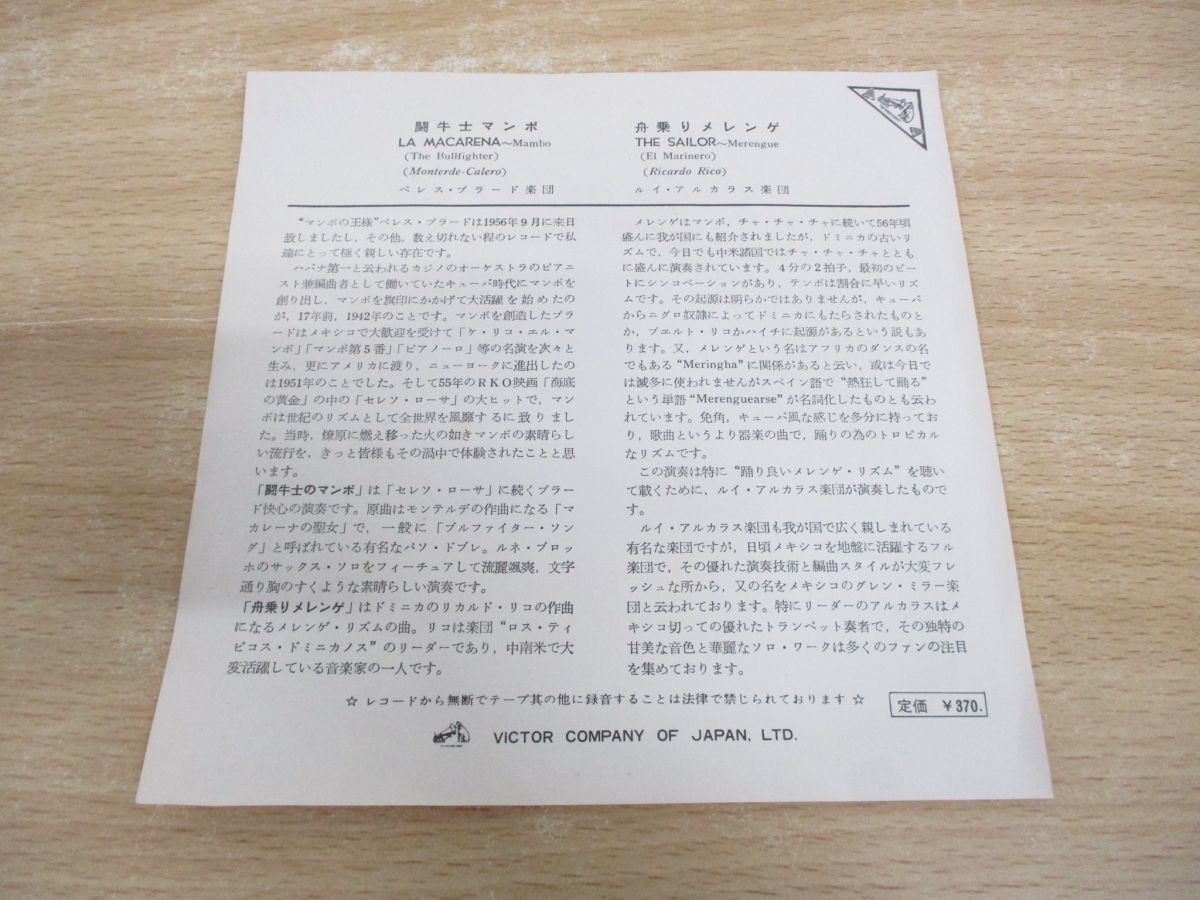 闘牛士マンボ
LA MACARENA～Mambo
(The Bullfighter)
(Monterde-Calero)
ペレス・プラード楽団
舟乗りメレンゲ
THE SAILOR～Merengue
(El Marinero)
(Ricardo Rico)
ルイ・アルカラス楽団
“マンボの王様”ペレス・プラードは1956年9月に来日
致しましたし、その他，数え切れない程のレコードで私
達にとって極く親しい存在です。
ハバナ第一と云われるカジノのオーケストラのピアニ
スト兼編曲者として働いていたキューバ時代にマンボを
創り出し，マンボを旗印にかかげて大活躍を始めたの
が，17年前，1942年のことです。マンボを創造したプラ
ードはメキシコで大歓迎を受けて「ケ・リコ・エル・マ
ンボ」「マンボ第5番」「ピアノーロ」等の名演を次々と
生み，更にアメリカに渡り，ニューヨークに進出したの
は1951年のことでした。そして55年のRKO映画「海底
の黄金」の中の「セレソ・ローサ」の大ヒットで，マン
ボは世紀のリズムとして全世界を風靡するに致りまし
た。当時，燎原に燃え移った火の如きマンボの素晴らし
い流行を，きっと皆様もその渦中で体験されたことと思
います。
「闘牛士のマンボ」は「セレソ・ローサ」に続くプラー
ド快心の演奏です。原曲はモンテルデの作曲になる「マ
カレーナの聖女」で，一般に「ブルファイター・ソン
グ」と呼ばれている有名なパソ・ドブレ。ルネ・ブロッ
ホのサックス・ソロをフィーチュアして流麗颯爽，文字
通り胸のすくような素晴らしい演奏です。
「舟乗りメレンゲ」はドミニカのリカルド・リコの作曲
になるメレンゲ・リズムの曲。リコは楽団“ロス・ティ
ピコス・ドミニカノス”のリーダーであり，中南米で大
変活躍している音楽家の一人です。
メレンゲはマンボ，チャ・チャ・チャに続いて56年頃
盛んに我が国にも紹介されましたが，ドミニカの古いリ
ズムで，今日でも中米諸国ではチャ・チャ・チャととも
に盛んに演奏されています。4分の2拍子，最初のビー
トにシンコペーションがあり，テンポは割合に早いリズ
ムです。その起源は明らかではありませんが，キューバ
からニグロ奴隷によってドミニカにもたらされたものと
か，プエルト・リコかハイチに起源があるという説もあ
ります。又，メレンゲという名はアフリカのダンスの名
でもある“Meringha”に関係があると云い，或は今日で
は滅多に使われませんがスペイン語で“熱狂して踊る”
という単語“Merenguearse”が名詞化したものとも云わ
れています。兎角，キューバ風な感じを多分に持ってお
り，歌曲というより器楽の曲で，踊りの為のトロピカル
なリズムです。
この演奏は特に“踊り良いメレンゲ・リズム”を聴い
て載くために，ルイ・アルカラス楽団が演奏したもので
す。
ルイ・アルカラス楽団も我が国で広く親しまれている
有名な楽団ですが，日頃メキシコを地盤に活躍するフル
楽団で，その優れた演奏技術と編曲スタイルが大変フレ
ッシュな所から，又の名をメキシコのグレン・ミラー楽
団と云われております。特にリーダーのアルカラスはメ
キシコ切っての優れたトランペット奏者で，その独特の
甘美な音色と華麗なソロ・ワークは多くのファンの注目
を集めております。
☆ レコードから無断でテープ其の他に録音することは法律で禁じられております ☆
定価 ￥370.
VICTOR COMPANY OF JAPAN, LTD.